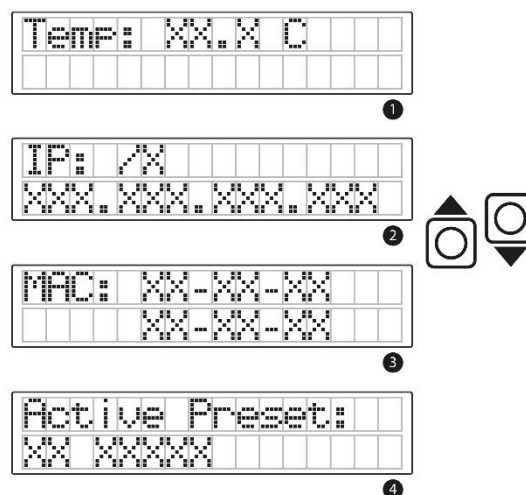 Temp: XX.X C
1
IP: /X
XXX.XXX.XXX.XXX
2
MAC: XX-XX-XX
XX-XX-XX
3
Active Preset:
XX XXXXX
4